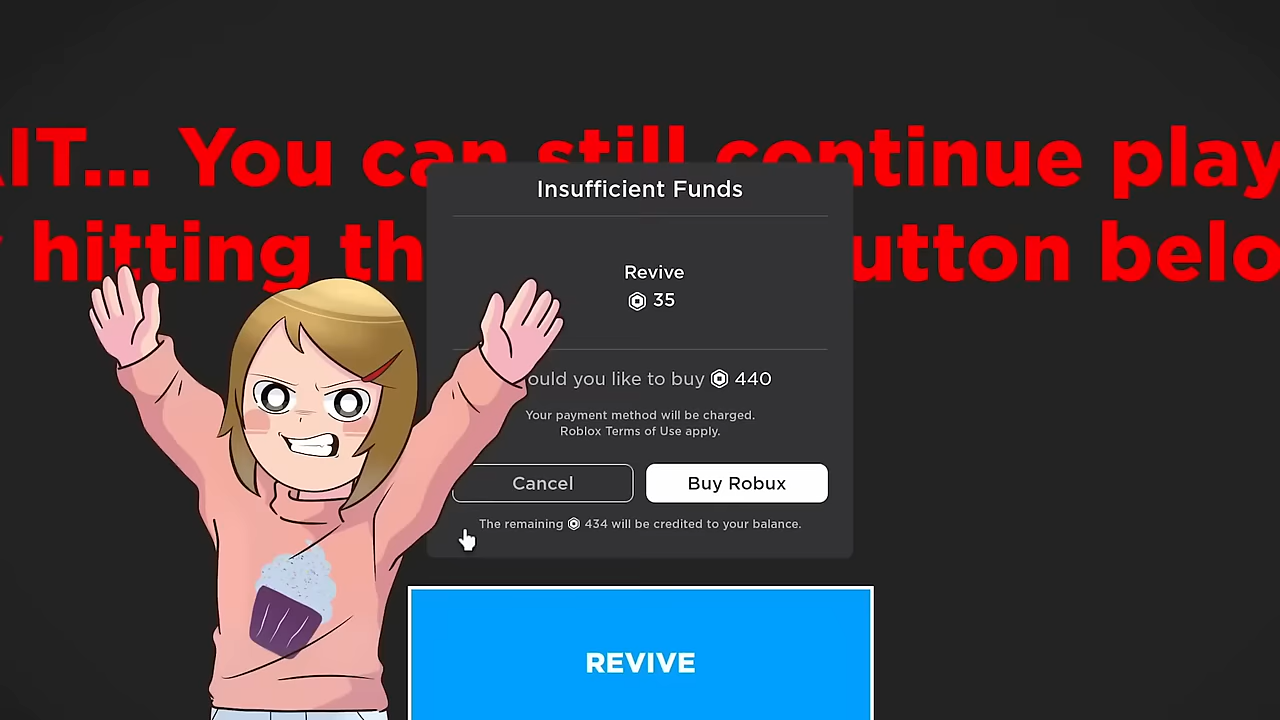 IT... You can still continue play
hitting th utton belo
Insufficient Funds
Revive
35
ould you like to buy 440
Your payment method will be charged.
Roblox Terms of Use apply.
Cancel
Buy Robux
The remaining 434 will be credited to your balance.
REVIVE